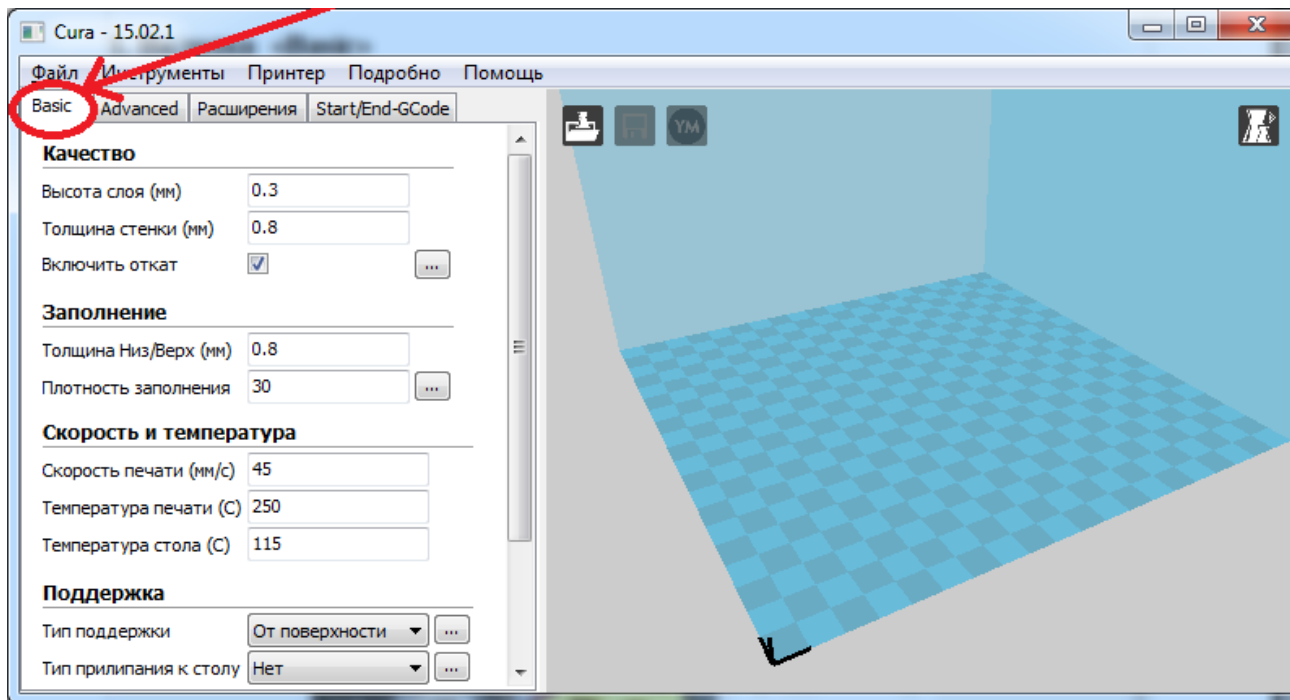 Cura - 15.02.1
Файл Инструменты Принтер Подробно Помощь
Basic Advanced Расширения Start/End-GCode
Качество
Высота слоя (мм) 0.3
Толщина стенки (мм) 0.8
Включить откат ...
Заполнение
Толщина Низ/Верх (мм) 0.8
Плотность заполнения 30 ...
Скорость и температура
Скорость печати (мм/с) 45
Температура печати (С) 250
Температура стола (С) 115
Поддержка
Тип поддержки От поверхности ...
Тип прилипания к столу Нет ...
YM